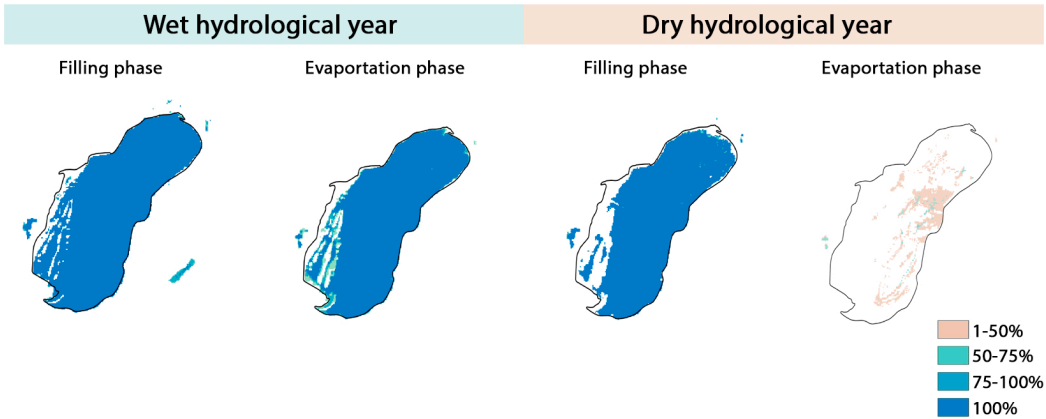 Wet hydrological year
Dry hydrological year
Filling phase
Evaportation phase
Filling phase
Evaportation phase
1-50%
50-75%
75-100%
100%